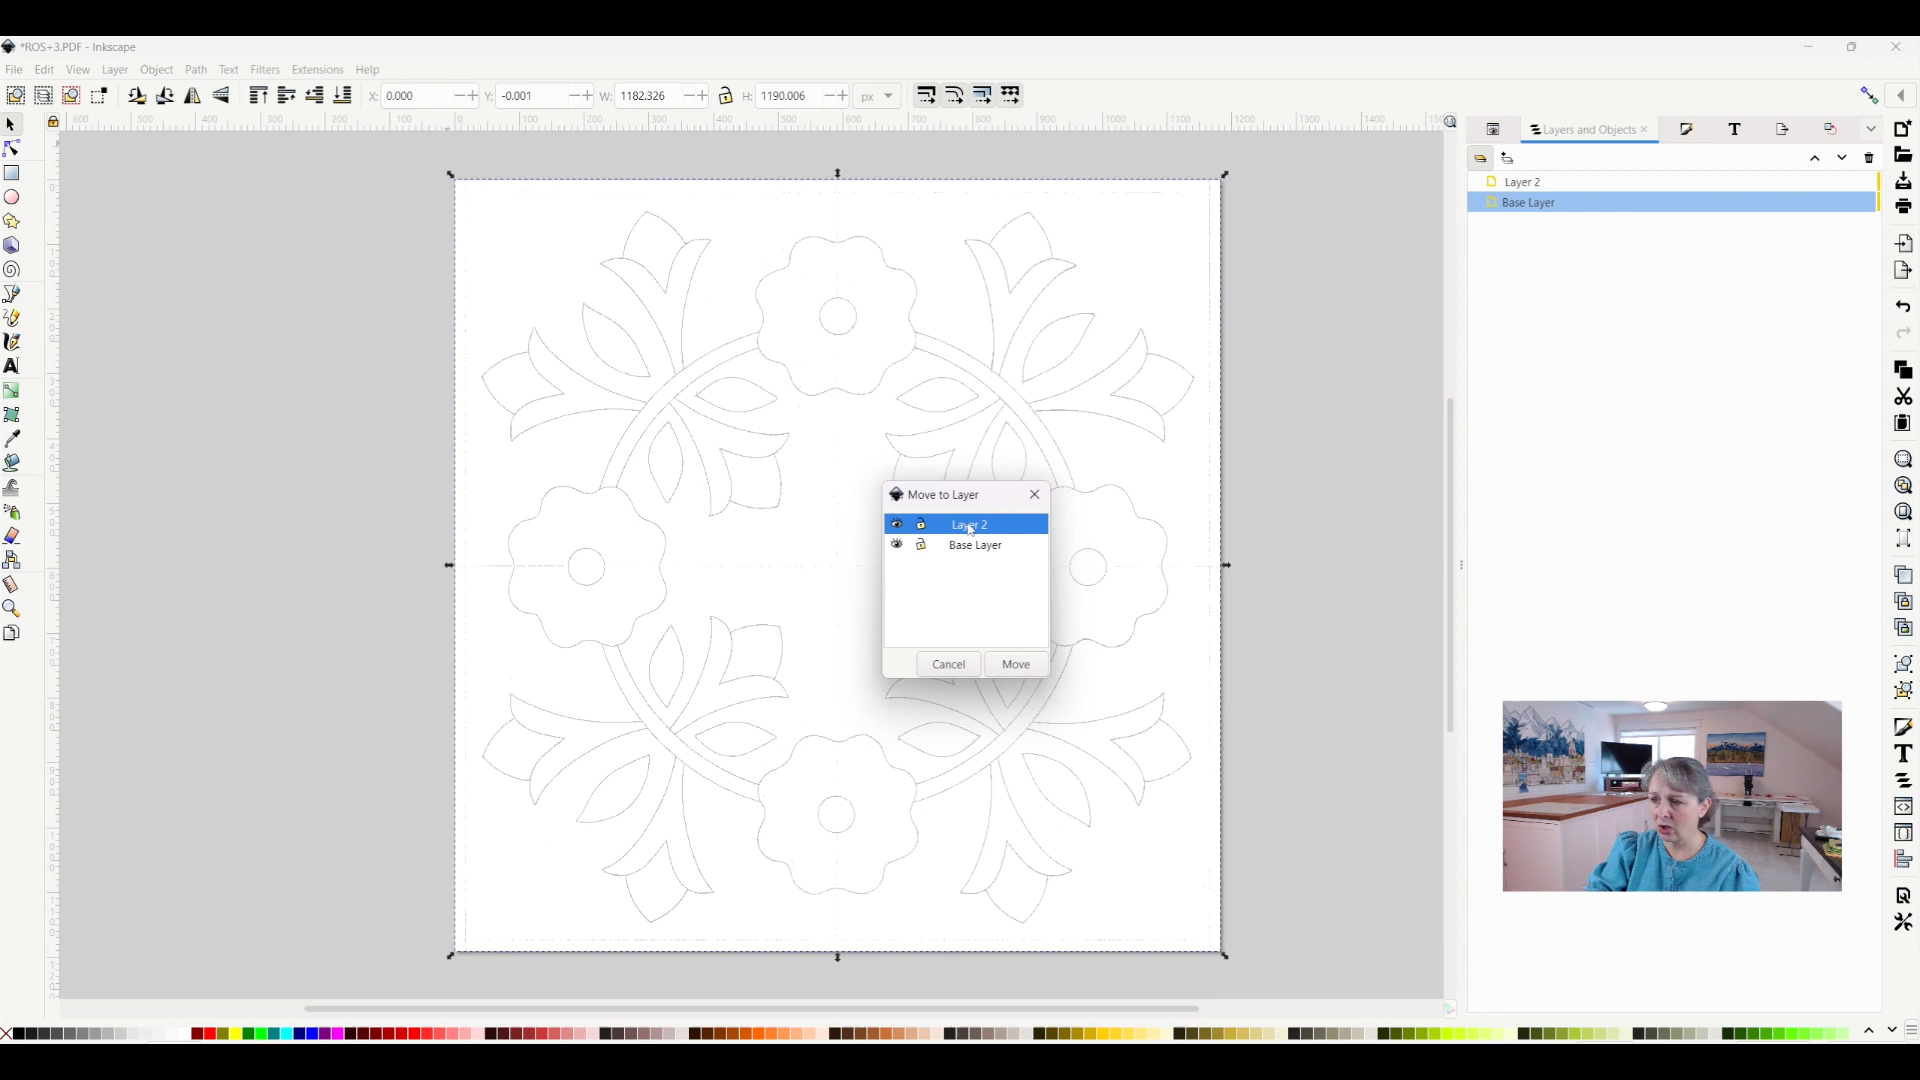 *ROS+3.PDF - Inkscape
File Edit View Layer Object Path Text Filters Extensions Help
X: 0.000 Y: -0.001 W: 1182.326 H: 1190.006 px
Layers and Objects
Layer 2
Base Layer
Move to Layer
Layer 2
Base Layer
Cancel Move